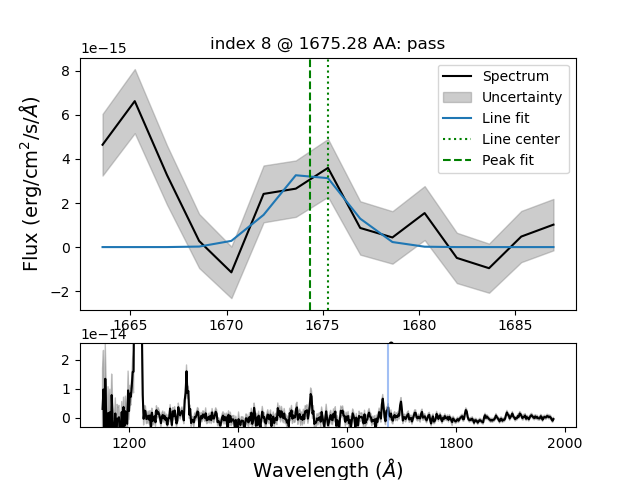 index 8 @ 1675.28 AA: pass
1e−15
8
6
4
2
0
−2
Flux (erg/cm²/s/Å)
Spectrum
Uncertainty
Line fit
Line center
Peak fit
1665 1670 1675 1680 1685
1e−14
2
1
0
1200 1400 1600 1800 2000
Wavelength (Å)